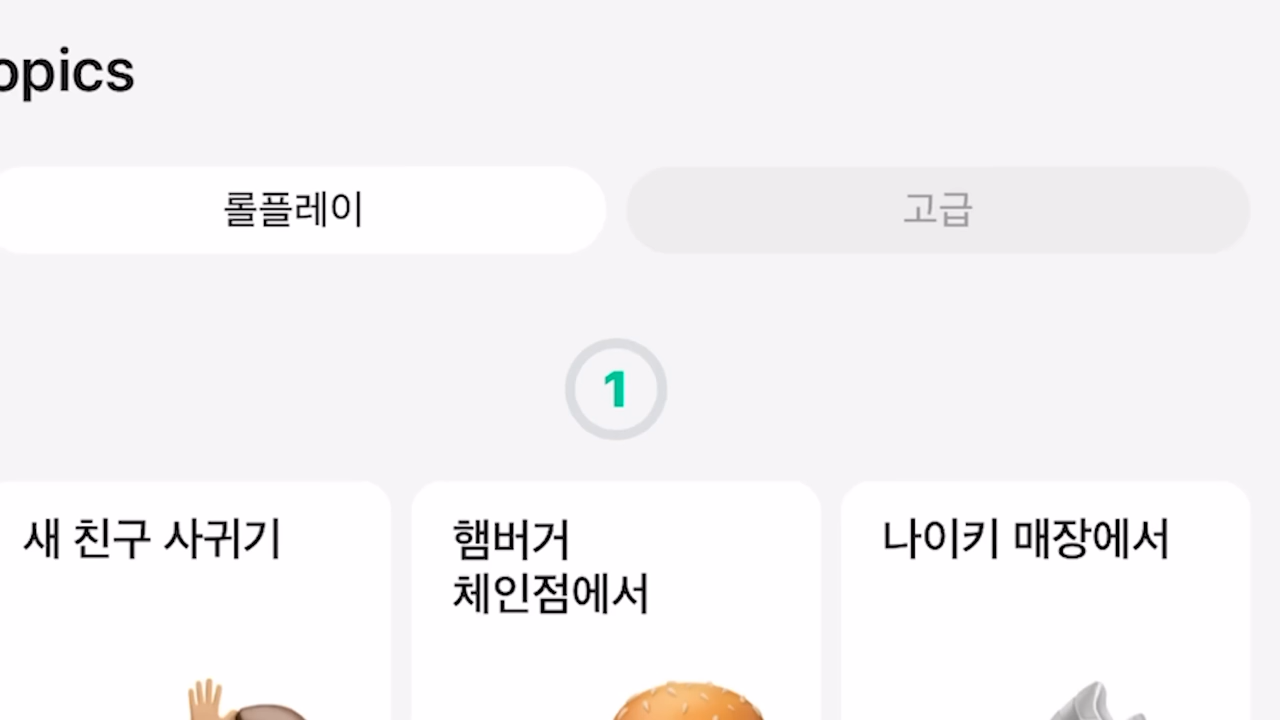 opics
롤플레이
고급
1
새 친구 사귀기
햄버거
체인점에서
나이키 매장에서